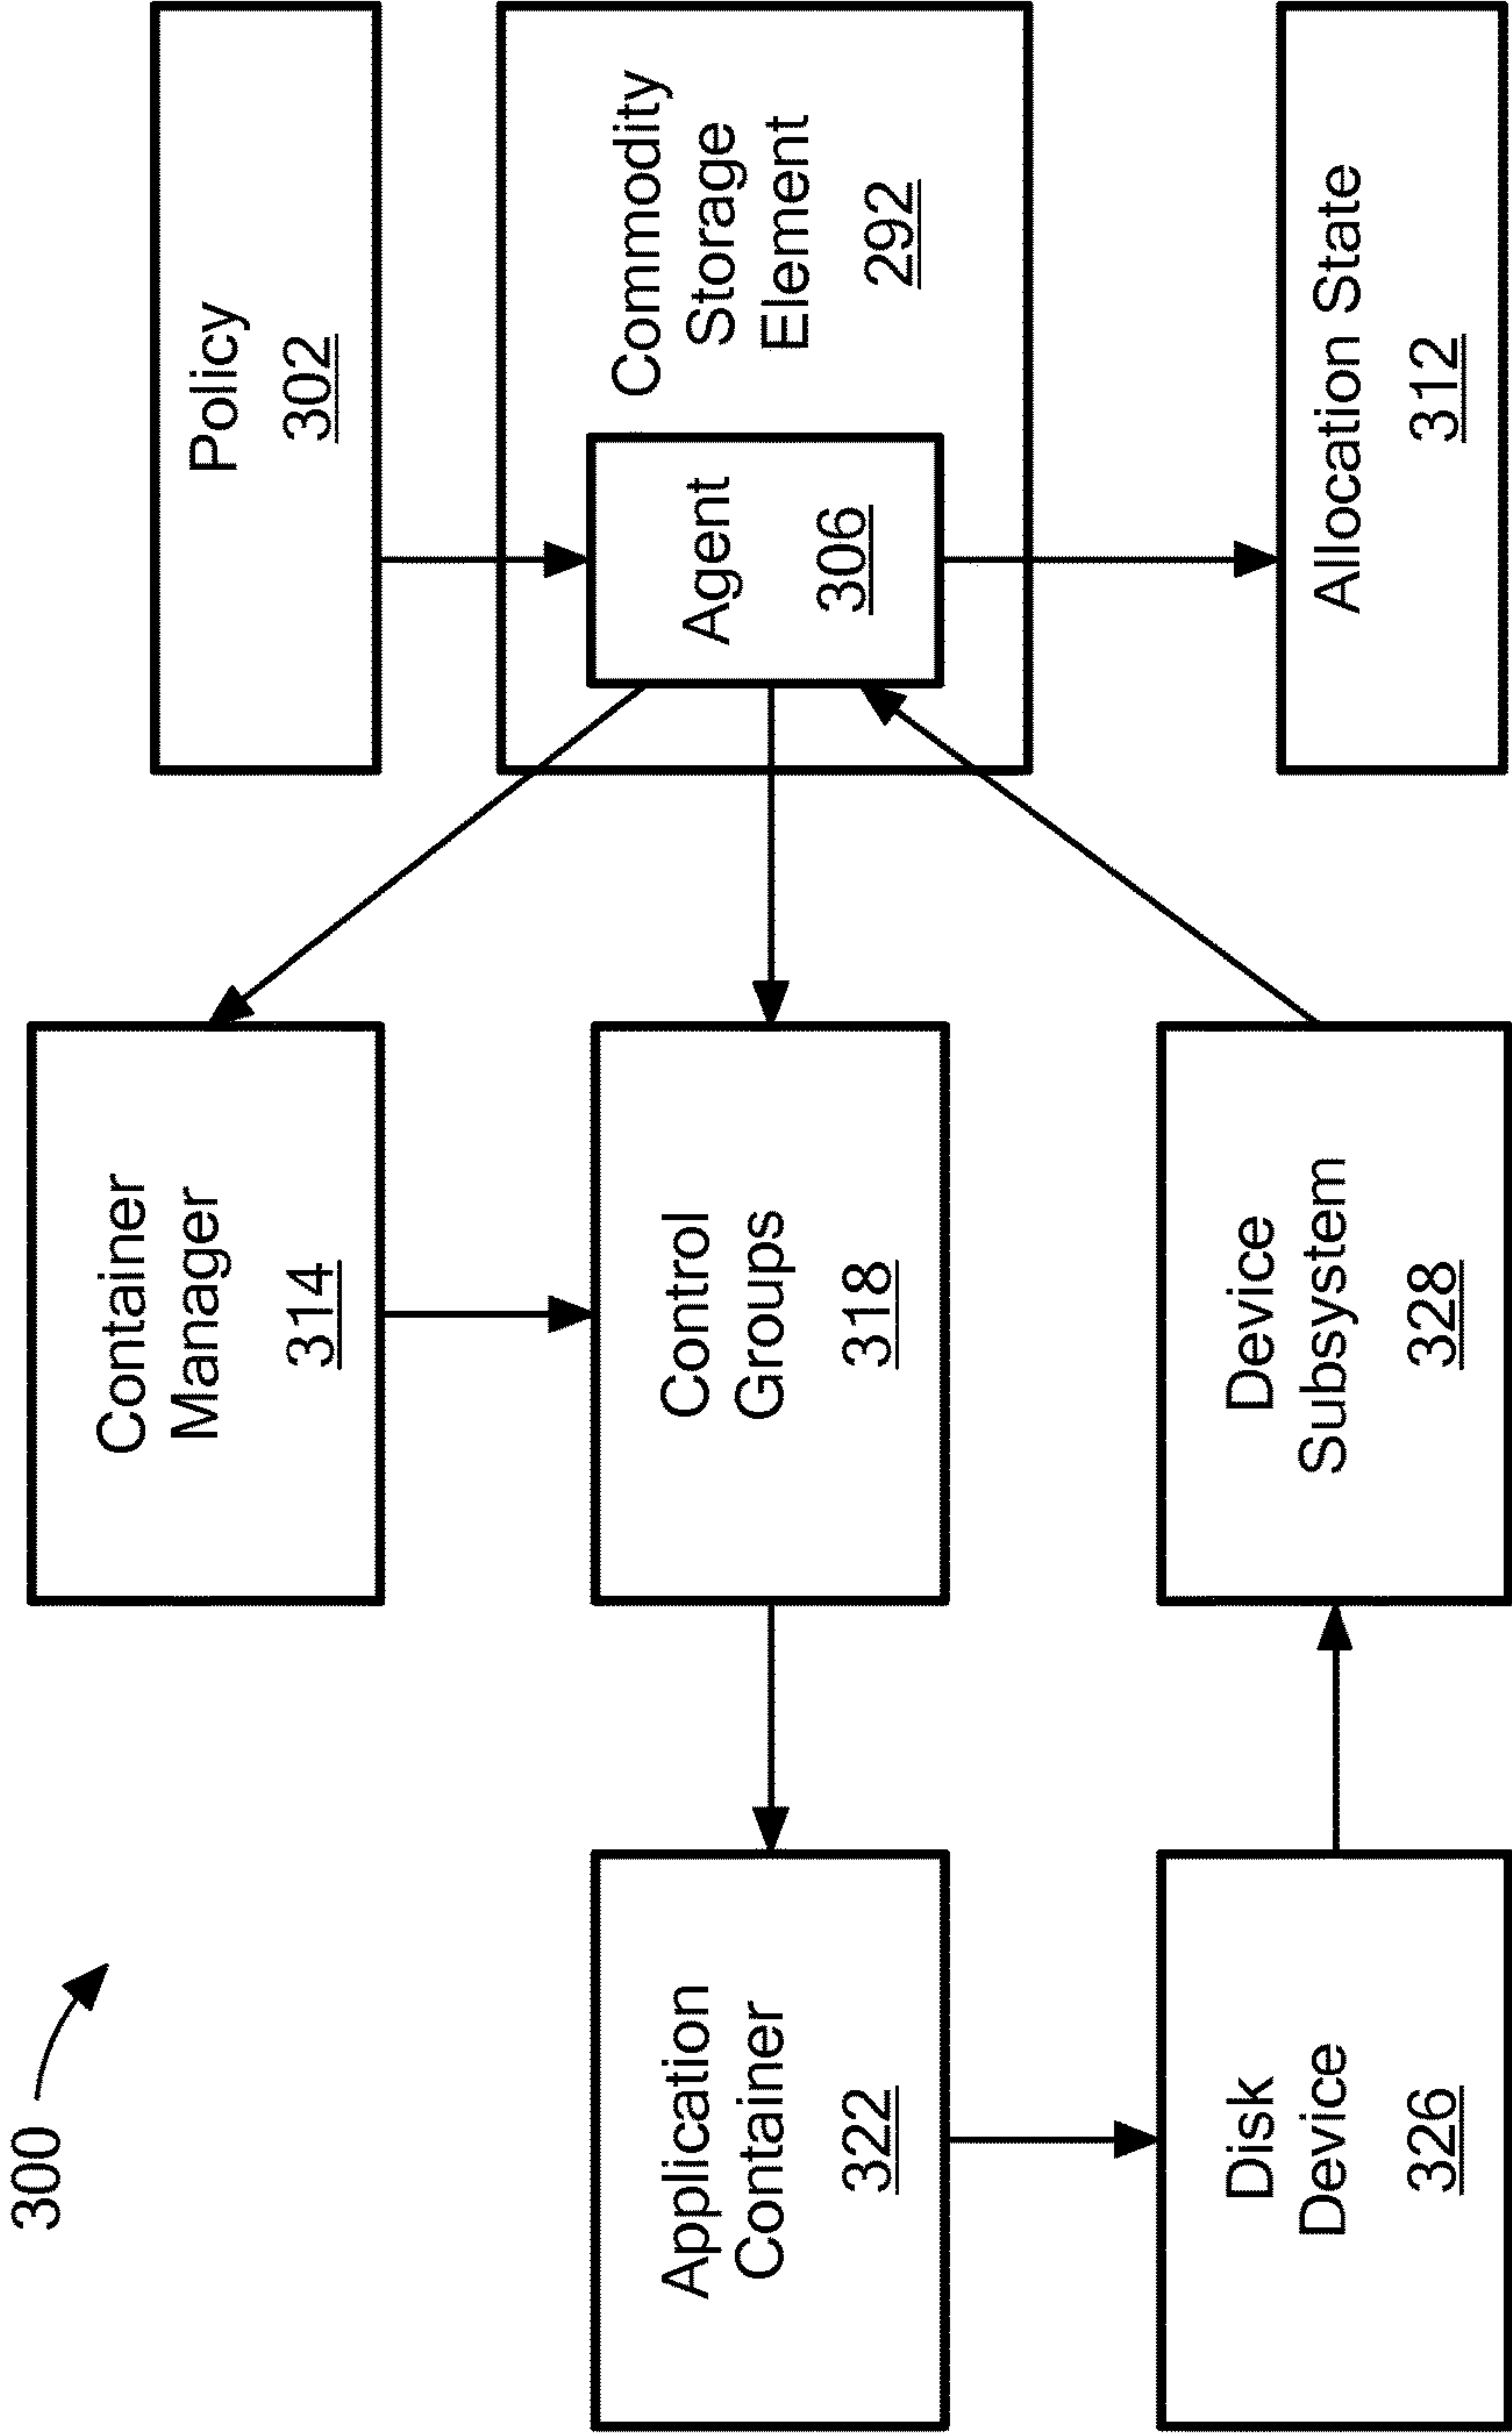 300
Container
Manager
314
Policy
302
Application
Container
322
Control
Groups
318
Agent
306
Commodity
Storage
Element
292
Disk
Device
326
Device
Subsystem
328
Allocation State
312